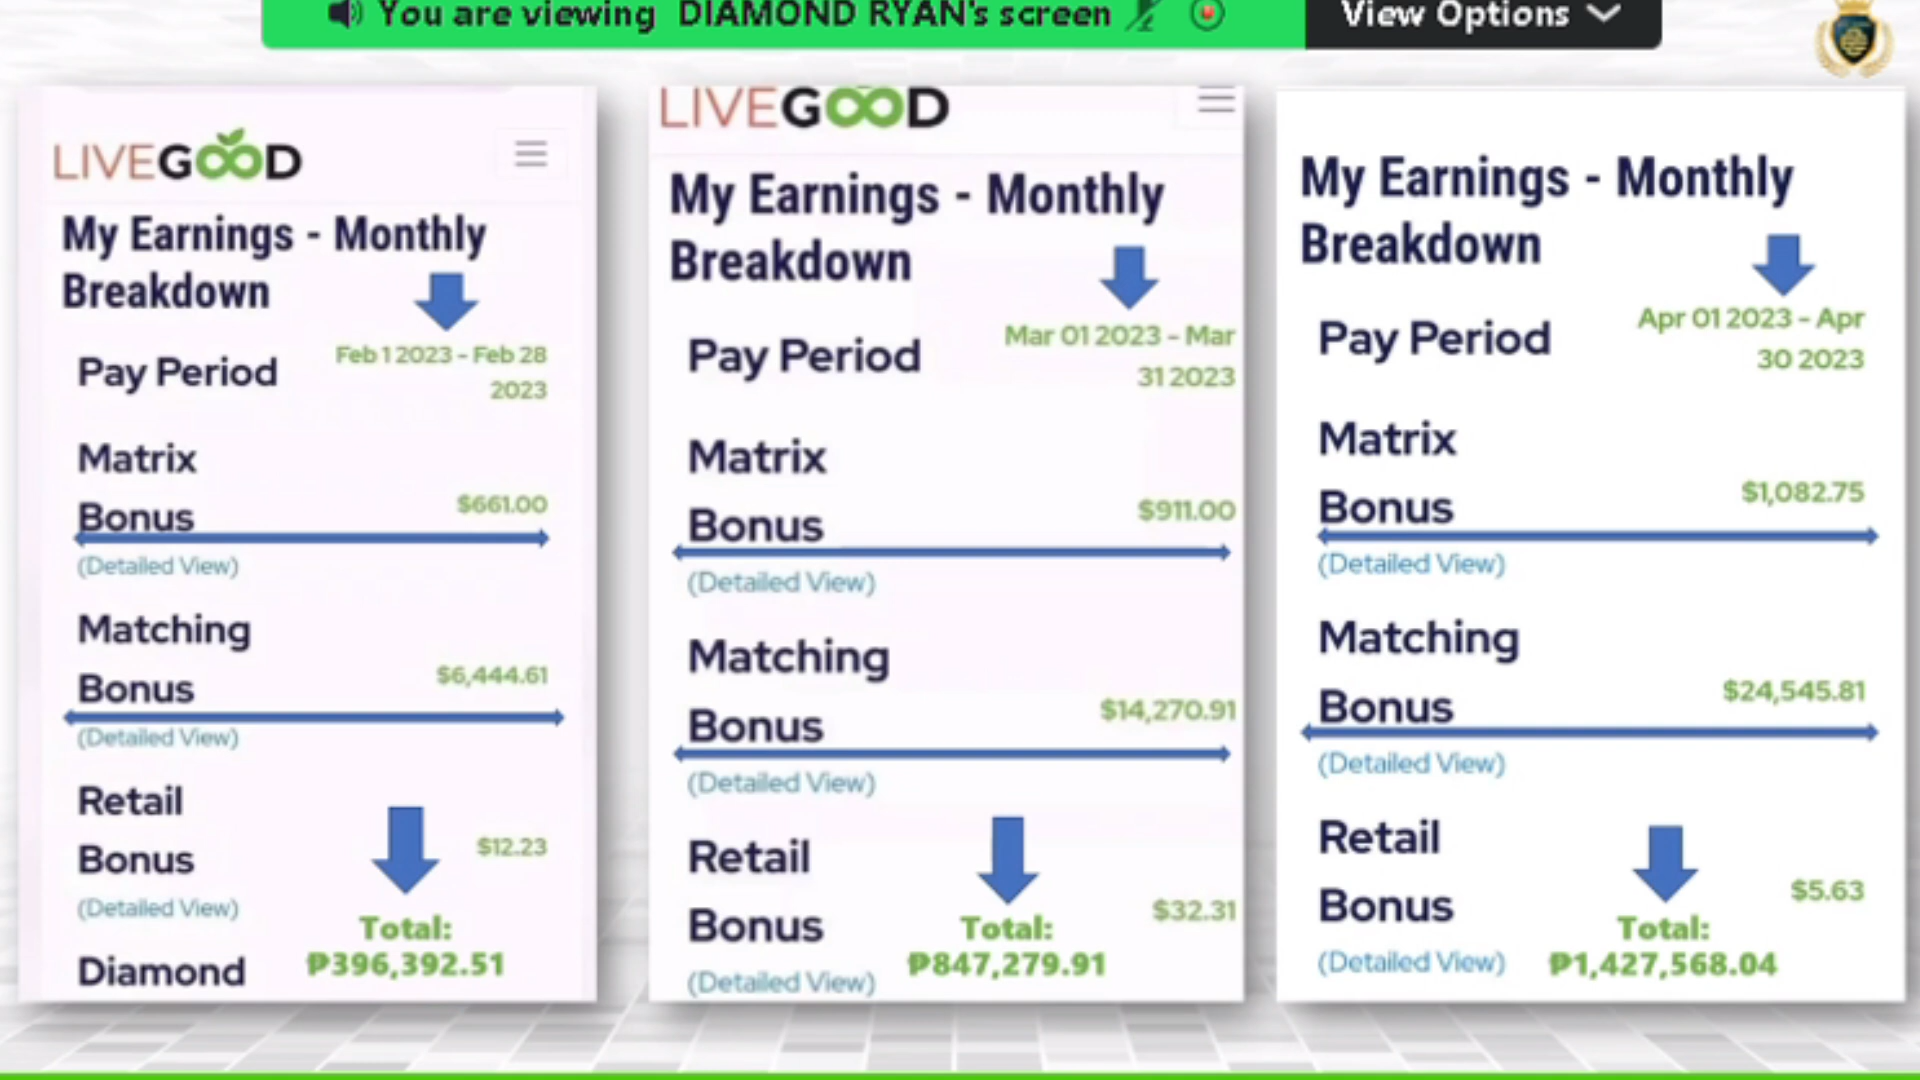 You are viewing DIAMOND RYAN's screen
View Options
LIVEGOOD
My Earnings - Monthly
Breakdown
Pay Period
Feb 1 2023 - Feb 28
2023
Matrix
Bonus
$661.00
(Detailed View)
Matching
Bonus
$6,444.61
(Detailed View)
Retail
Bonus
$12.23
(Detailed View)
Diamond
Total:
₱396,392.51
LIVEGOOD
My Earnings - Monthly
Breakdown
Pay Period
Mar 01 2023 - Mar
31 2023
Matrix
Bonus
$911.00
(Detailed View)
Matching
Bonus
$14,270.91
(Detailed View)
Retail
Bonus
$32.31
(Detailed View)
Total:
₱847,279.91
My Earnings - Monthly
Breakdown
Pay Period
Apr 01 2023 - Apr
30 2023
Matrix
Bonus
$1,082.75
(Detailed View)
Matching
Bonus
$24,545.81
(Detailed View)
Retail
Bonus
$5.63
(Detailed View)
Total:
₱1,427,568.04